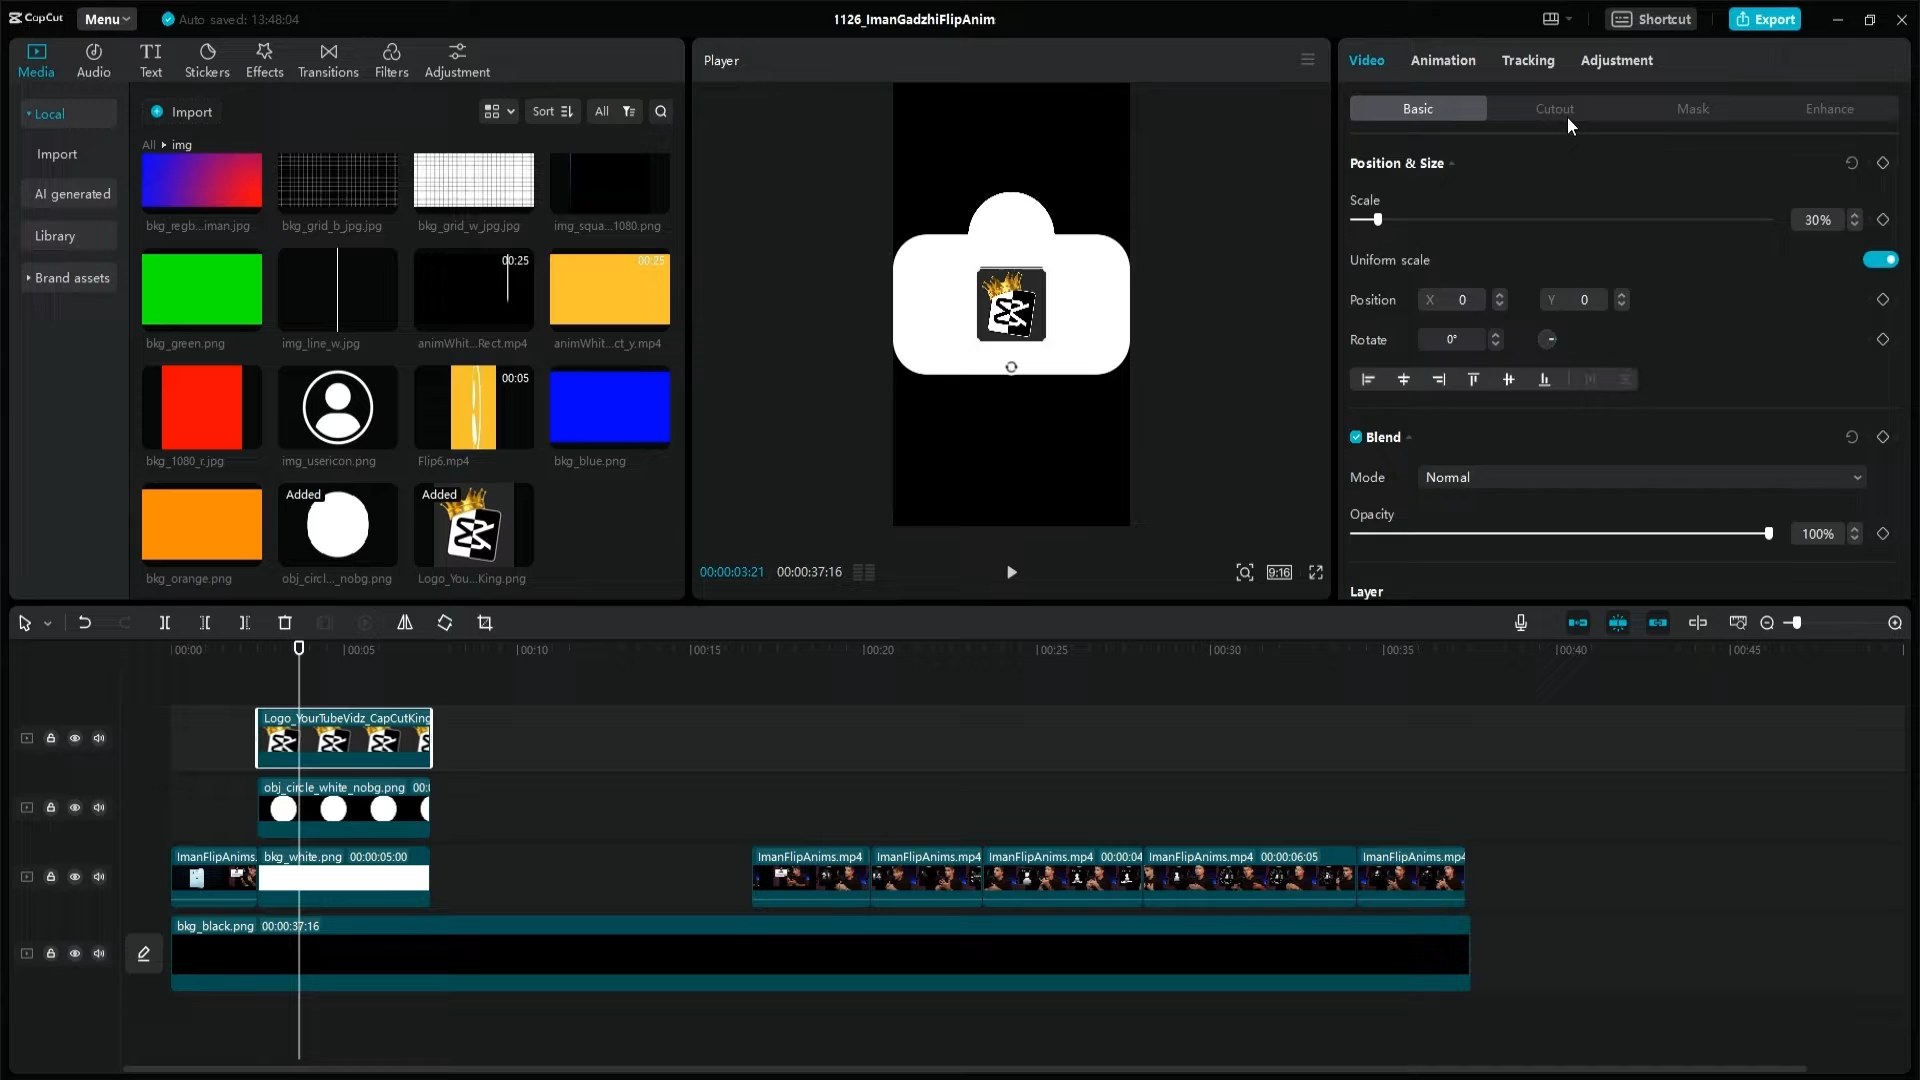 CapCut
Menu
Auto saved: 13:48:04
1126_ImanGadzhiFlipAnim
Shortcut
Export
Media
Audio
TI
Text
Stickers
Effects
Transitions
Filters
Adjustment
Player
Video
Animation
Tracking
Adjustment
Local
Import
Sort
All
Basic
Cutout
Mask
Enhance
All
img
Import
AI generated
Library
Brand assets
bkg_regb...iman.jpg
bkg_grid_b_jpg.jpg
bkg_grid_w_jpg.jpg
img_squa...1080.png
00:25
00:25
bkg_green.png
img_line_w.jpg
animWhit...Rect.mp4
animWhit...ct_y.mp4
00:05
bkg_1080_r.jpg
img_usericon.png
Flip6.mp4
bkg_blue.png
Added
Added
bkg_orange.png
obj_circl..._nobg.png
Logo_You...King.png
00:00:03:21
00:00:37:16
9:16
Position & Size
Scale
30%
Uniform scale
Position
X
0
Y
0
Rotate
0°
Blend
Mode
Normal
Opacity
100%
Layer
00:00
00:05
00:10
00:15
00:20
00:25
00:30
00:35
00:40
00:45
Logo_YourTubeVidz_CapCutKing
obj_circle_white_nobg.png 00:
ImanFlipAnims.
bkg_white.png 00:00:05:00
ImanFlipAnims.mp4
ImanFlipAnims.mp4
ImanFlipAnims.mp4 00:00:04
ImanFlipAnims.mp4 00:00:06:05
ImanFlipAnims.mp4
bkg_black.png 00:00:37:16